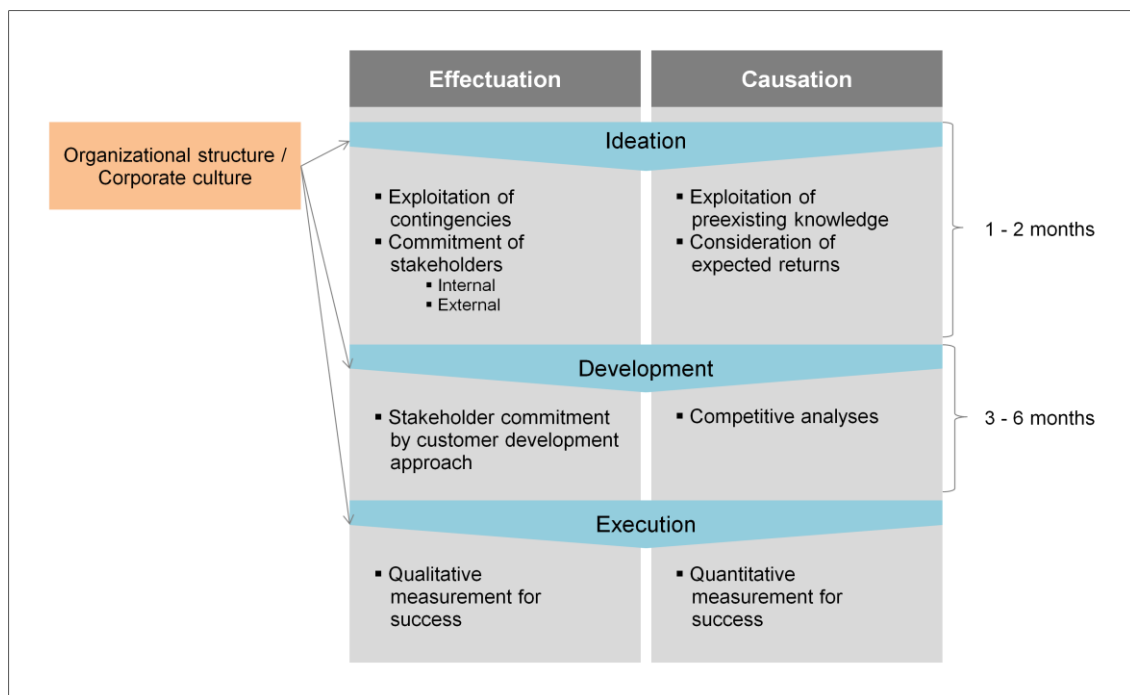 Effectuation
Causation
Organizational structure /
Corporate culture
Ideation
▪ Exploitation of
contingencies
▪ Commitment of
stakeholders
▪ Internal
▪ External
▪ Exploitation of
preexisting knowledge
▪ Consideration of
expected returns
1 - 2 months
Development
▪ Stakeholder commitment
by customer development
approach
▪ Competitive analyses
3 - 6 months
Execution
▪ Qualitative
measurement for
success
▪ Quantitative
measurement for
success